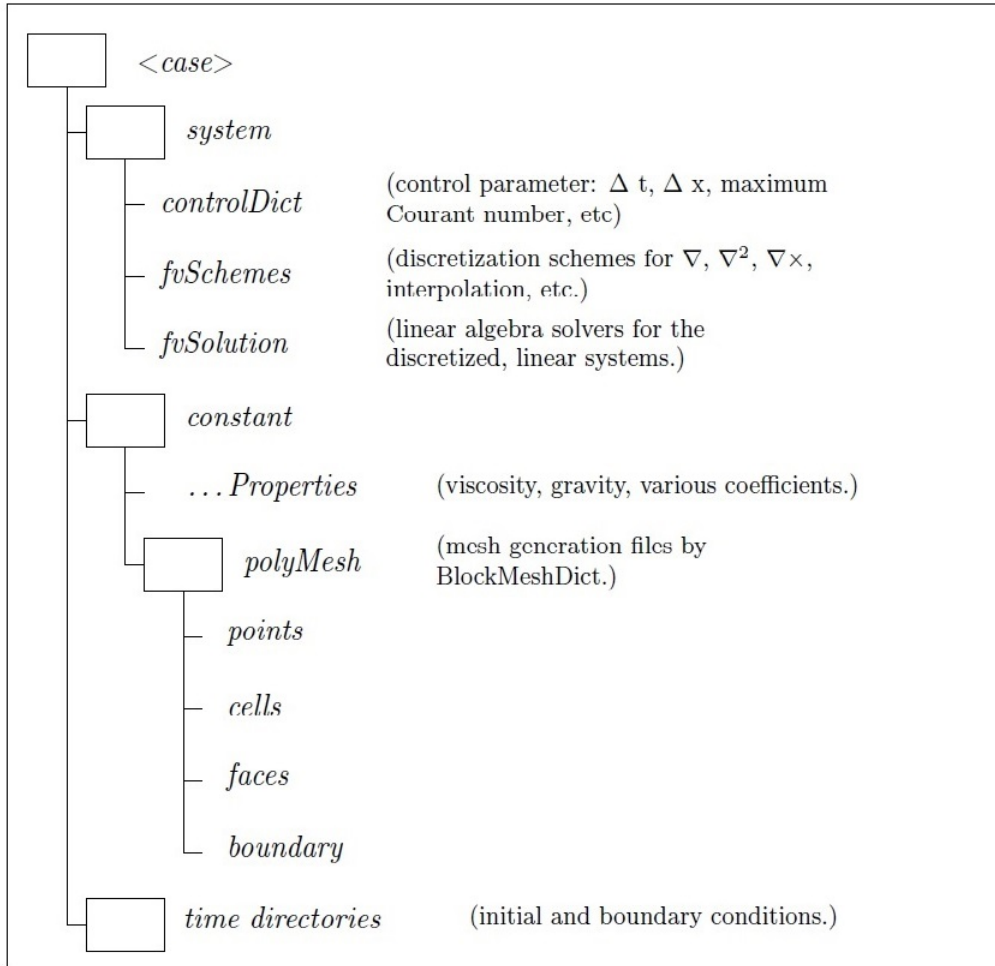 <case>
system
controlDict
(control parameter: Δ t, Δ x, maximum
Courant number, etc)
fvSchemes
(discretization schemes for ∇, ∇², ∇×,
interpolation, etc.)
fvSolution
(linear algebra solvers for the
discretized, linear systems.)
constant
...Properties
(viscosity, gravity, various coefficients.)
polyMesh
(mesh generation files by
BlockMeshDict.)
points
cells
faces
boundary
time directories
(initial and boundary conditions.)